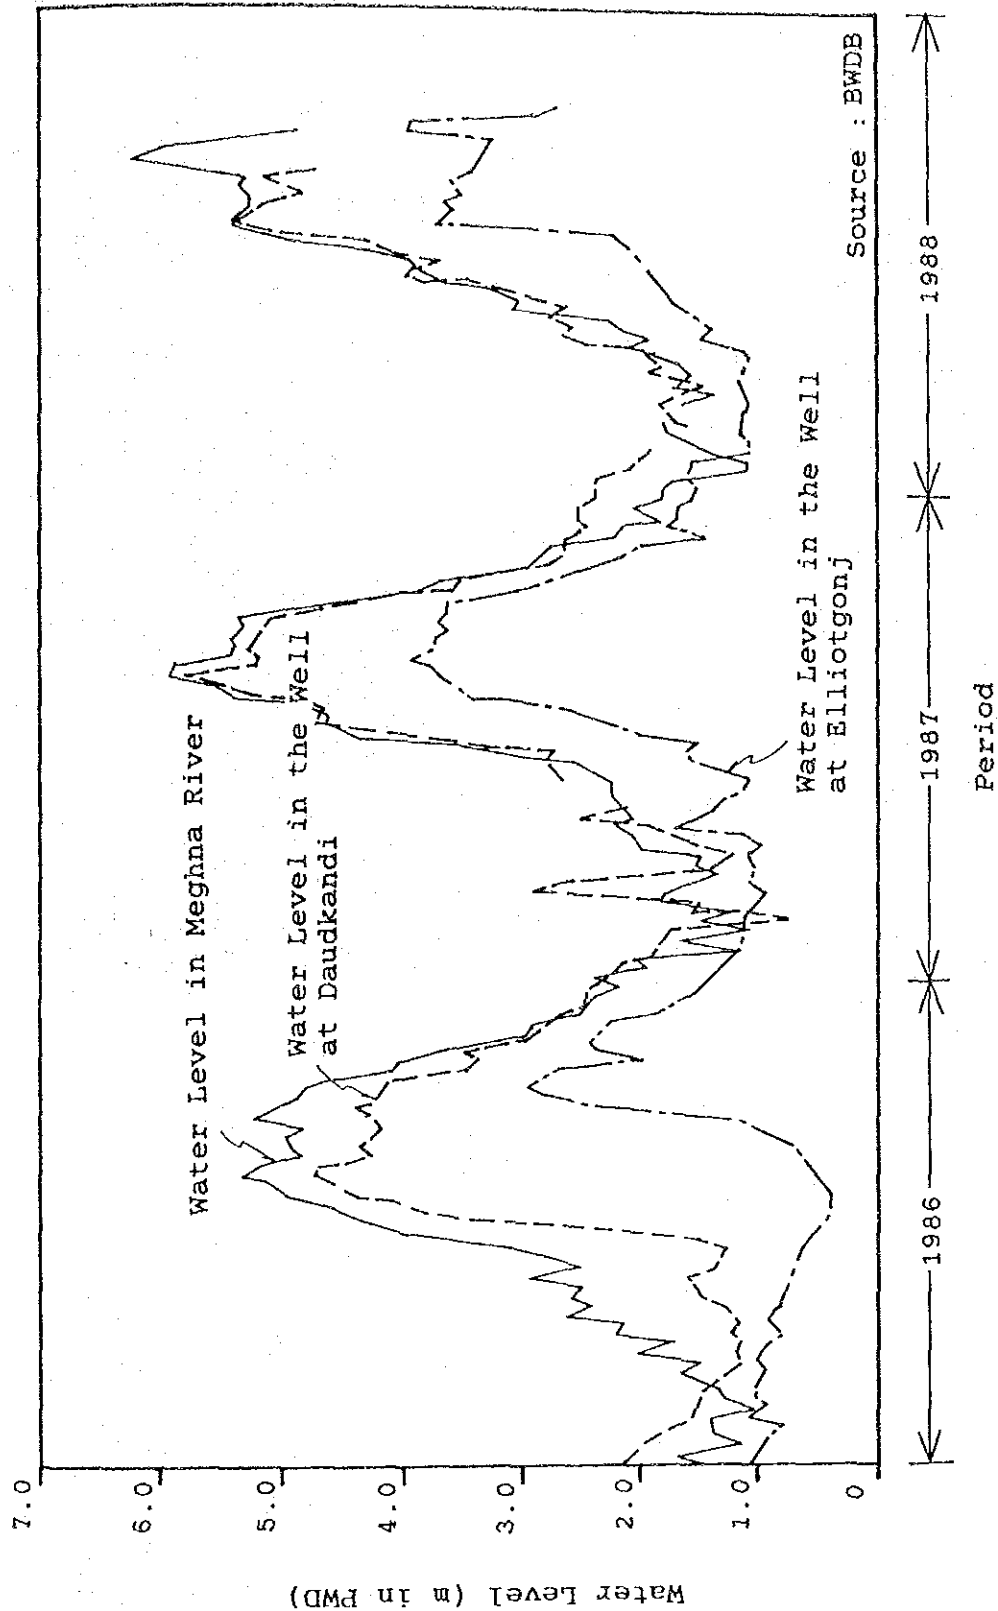 7.0
6.0
5.0
4.0
3.0
2.0
1.0
0
Water Level (m in PWD)
Water Level in Meghna River
Water Level in the Well
at Daudkandi
Water Level in the Well
at Elliotgonj
Source : BWDB
1986
1987
1988
Period